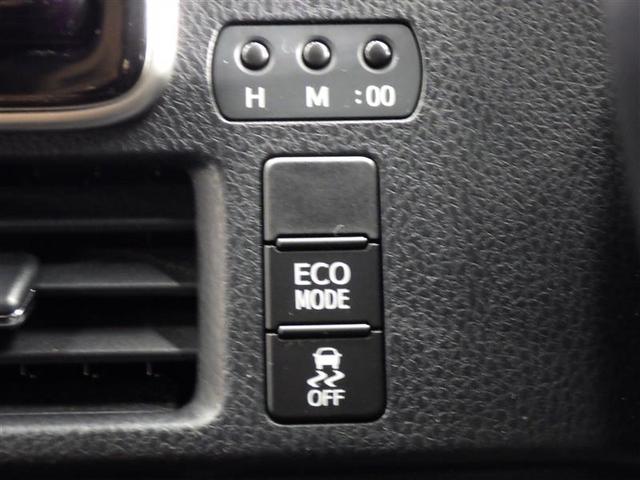 H M :00
ECO
MODE
OFF